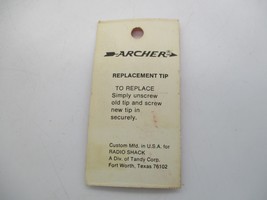 ARCHER
REPLACEMENT TIP
TO REPLACE
Simply unscrew
old tip and screw
new tip in
securely.
Custom Mfd. in U.S.A. for
RADIO SHACK
A Div. of Tandy Corp.
Fort Worth, Texas 76102